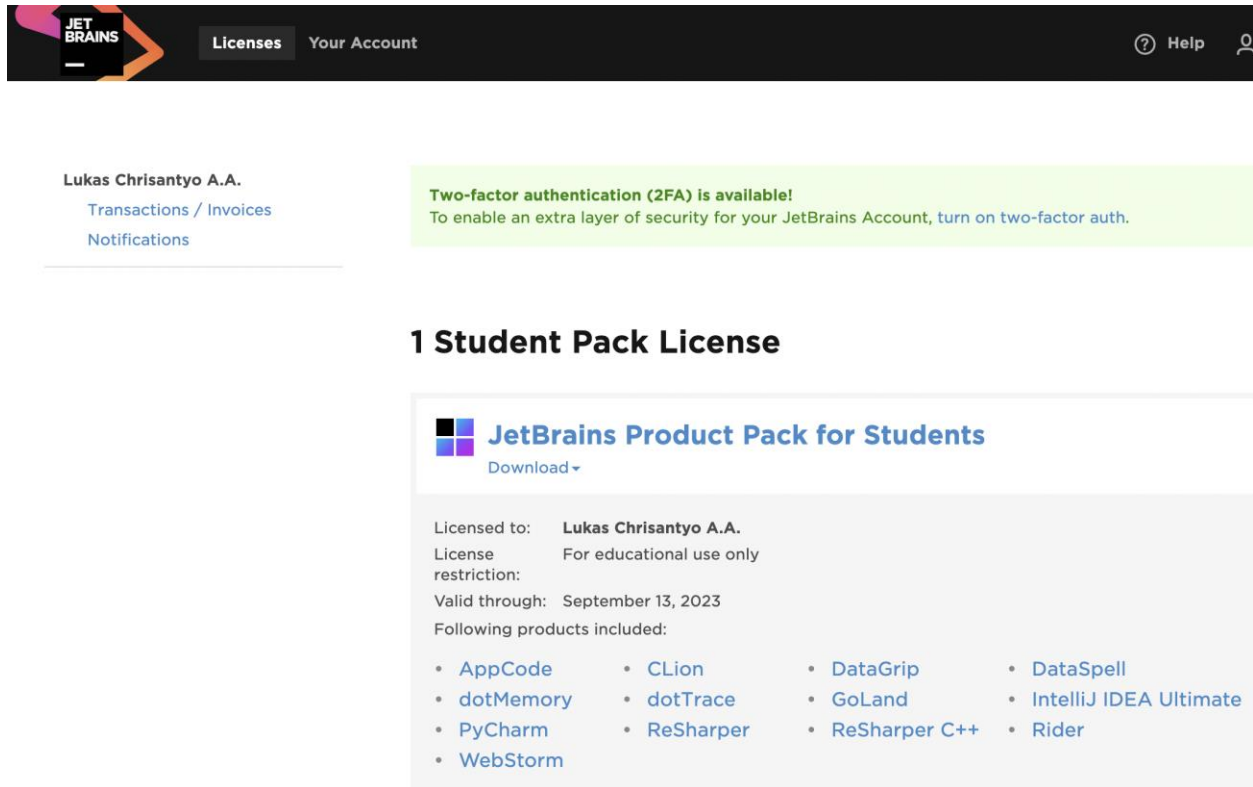 JET
BRAINS
Licenses Your Account Help
Lukas Chrisantyo A.A.
Transactions / Invoices
Notifications
Two-factor authentication (2FA) is available!
To enable an extra layer of security for your JetBrains Account, turn on two-factor auth.
1 Student Pack License
JetBrains Product Pack for Students
Download
Licensed to: Lukas Chrisantyo A.A.
License restriction: For educational use only
Valid through: September 13, 2023
Following products included:
• AppCode • CLion • DataGrip • DataSpell
• dotMemory • dotTrace • GoLand • IntelliJ IDEA Ultimate
• PyCharm • ReSharper • ReSharper C++ • Rider
• WebStorm